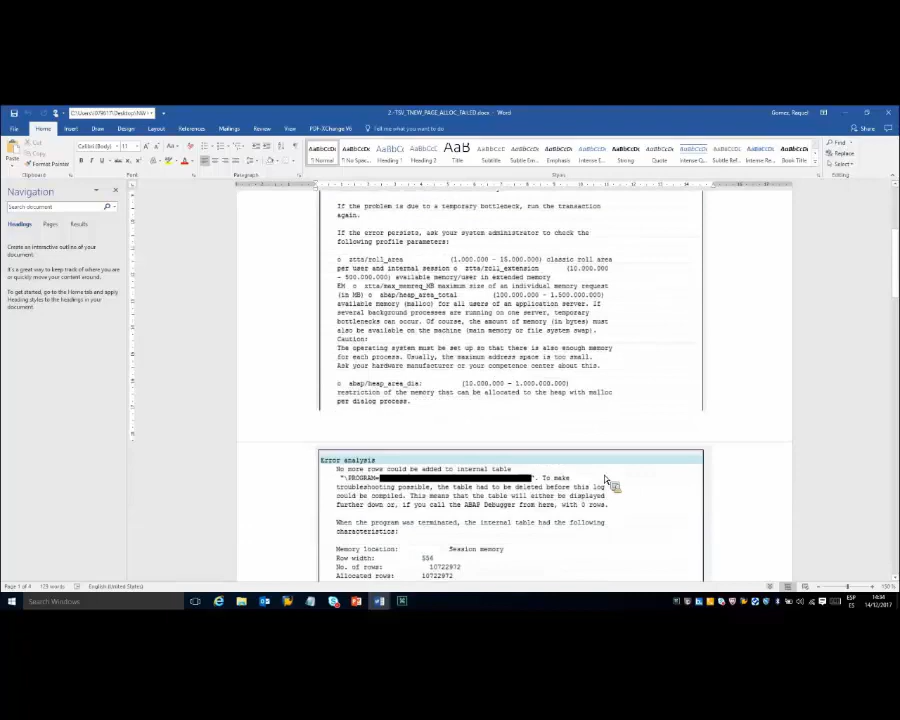 C:\Users\I079817\Desktop\NW
2.-TSV_TNEW_PAGE_ALLOC_FAILED.docx - Word
Gomez, Raquel
File Home Insert Draw Design Layout References Mailings Review View PDF-XChange V6 Tell me what you want to do Share
Paste Cut Copy Format Painter
Calibri (Body) 11
Normal No Spac... Heading 1 Heading 2 Title Subtitle Subtle Em... Emphasis Intense E... Strong Quote Intense Q... Subtle Ref... Intense Re... Book Title
Find Replace Select
Clipboard Font Paragraph Styles Editing
Navigation
Search document
Headings Pages Results
Create an interactive outline of your
document.
It's a great way to keep track of where you are
or quickly move your content around.
To get started, go to the Home tab and apply
Heading styles to the headings in your
document.
If the problem is due to a temporary bottleneck, run the transaction
again.
If the error persists, ask your system administrator to check the
following profile parameters:
o ztta/roll_area (1.000.000 - 15.000.000) classic roll area
per user and internal session o ztta/roll_extension (10.000.000
- 500.000.000) available memory/user in extended memory
EM o ztta/max_memreq_MB maximum size of an individual memory request
(in MB) o abap/heap_area_total (100.000.000 - 1.500.000.000)
available memory (malloc) for all users of an application server. If
several background processes are running on one server, temporary
bottlenecks can occur. Of course, the amount of memory (in bytes) must
also be available on the machine (main memory or file system swap).
Caution:
The operating system must be set up so that there is also enough memory
for each process. Usually, the maximum address space is too small.
Ask your hardware manufacturer or your competence center about this.
o abap/heap_area_dia: (10.000.000 - 1.000.000.000)
restriction of the memory that can be allocated to the heap with malloc
per dialog process.
Error analysis
No more rows could be added to internal table
"\PROGRAM= ". To make
troubleshooting possible, the table had to be deleted before this log
could be compiled. This means that the table will either be displayed
further down or, if you call the ABAP Debugger from here, with 0 rows.
When the program was terminated, the internal table had the following
characteristics:
Memory location: Session memory
Row width: 556
No. of rows: 10722972
Allocated rows: 10722972
Page 1 of 4 123 words English (United States) 150 %
Search Windows
ESP 14:34
ES 14/12/2017